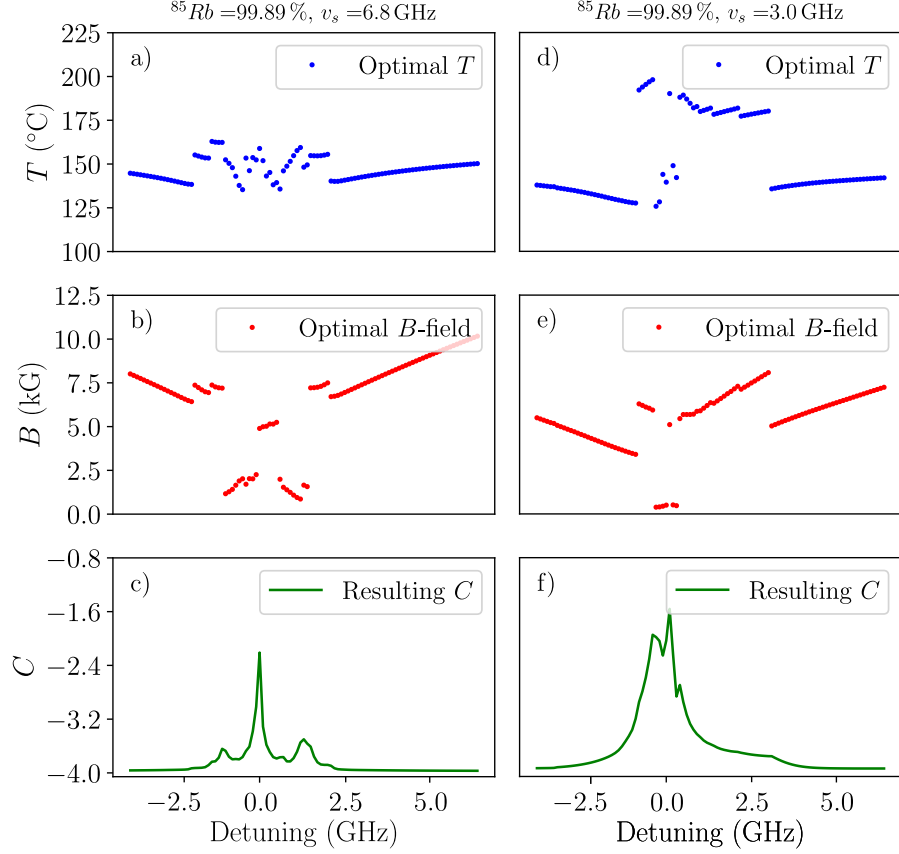 ⁸⁵Rb =99.89 %, v_s =6.8 GHz
a)
Optimal T
T (°C)
225
200
175
150
125
100
b)
Optimal B-field
B (kG)
12.5
10.0
7.5
5.0
2.5
0.0
c)
Resulting C
C
−0.8
−1.6
−2.4
−3.2
−4.0
−2.5
0.0
2.5
5.0
Detuning (GHz)
⁸⁵Rb =99.89 %, v_s =3.0 GHz
d)
Optimal T
e)
Optimal B-field
f)
Resulting C
−2.5
0.0
2.5
5.0
Detuning (GHz)